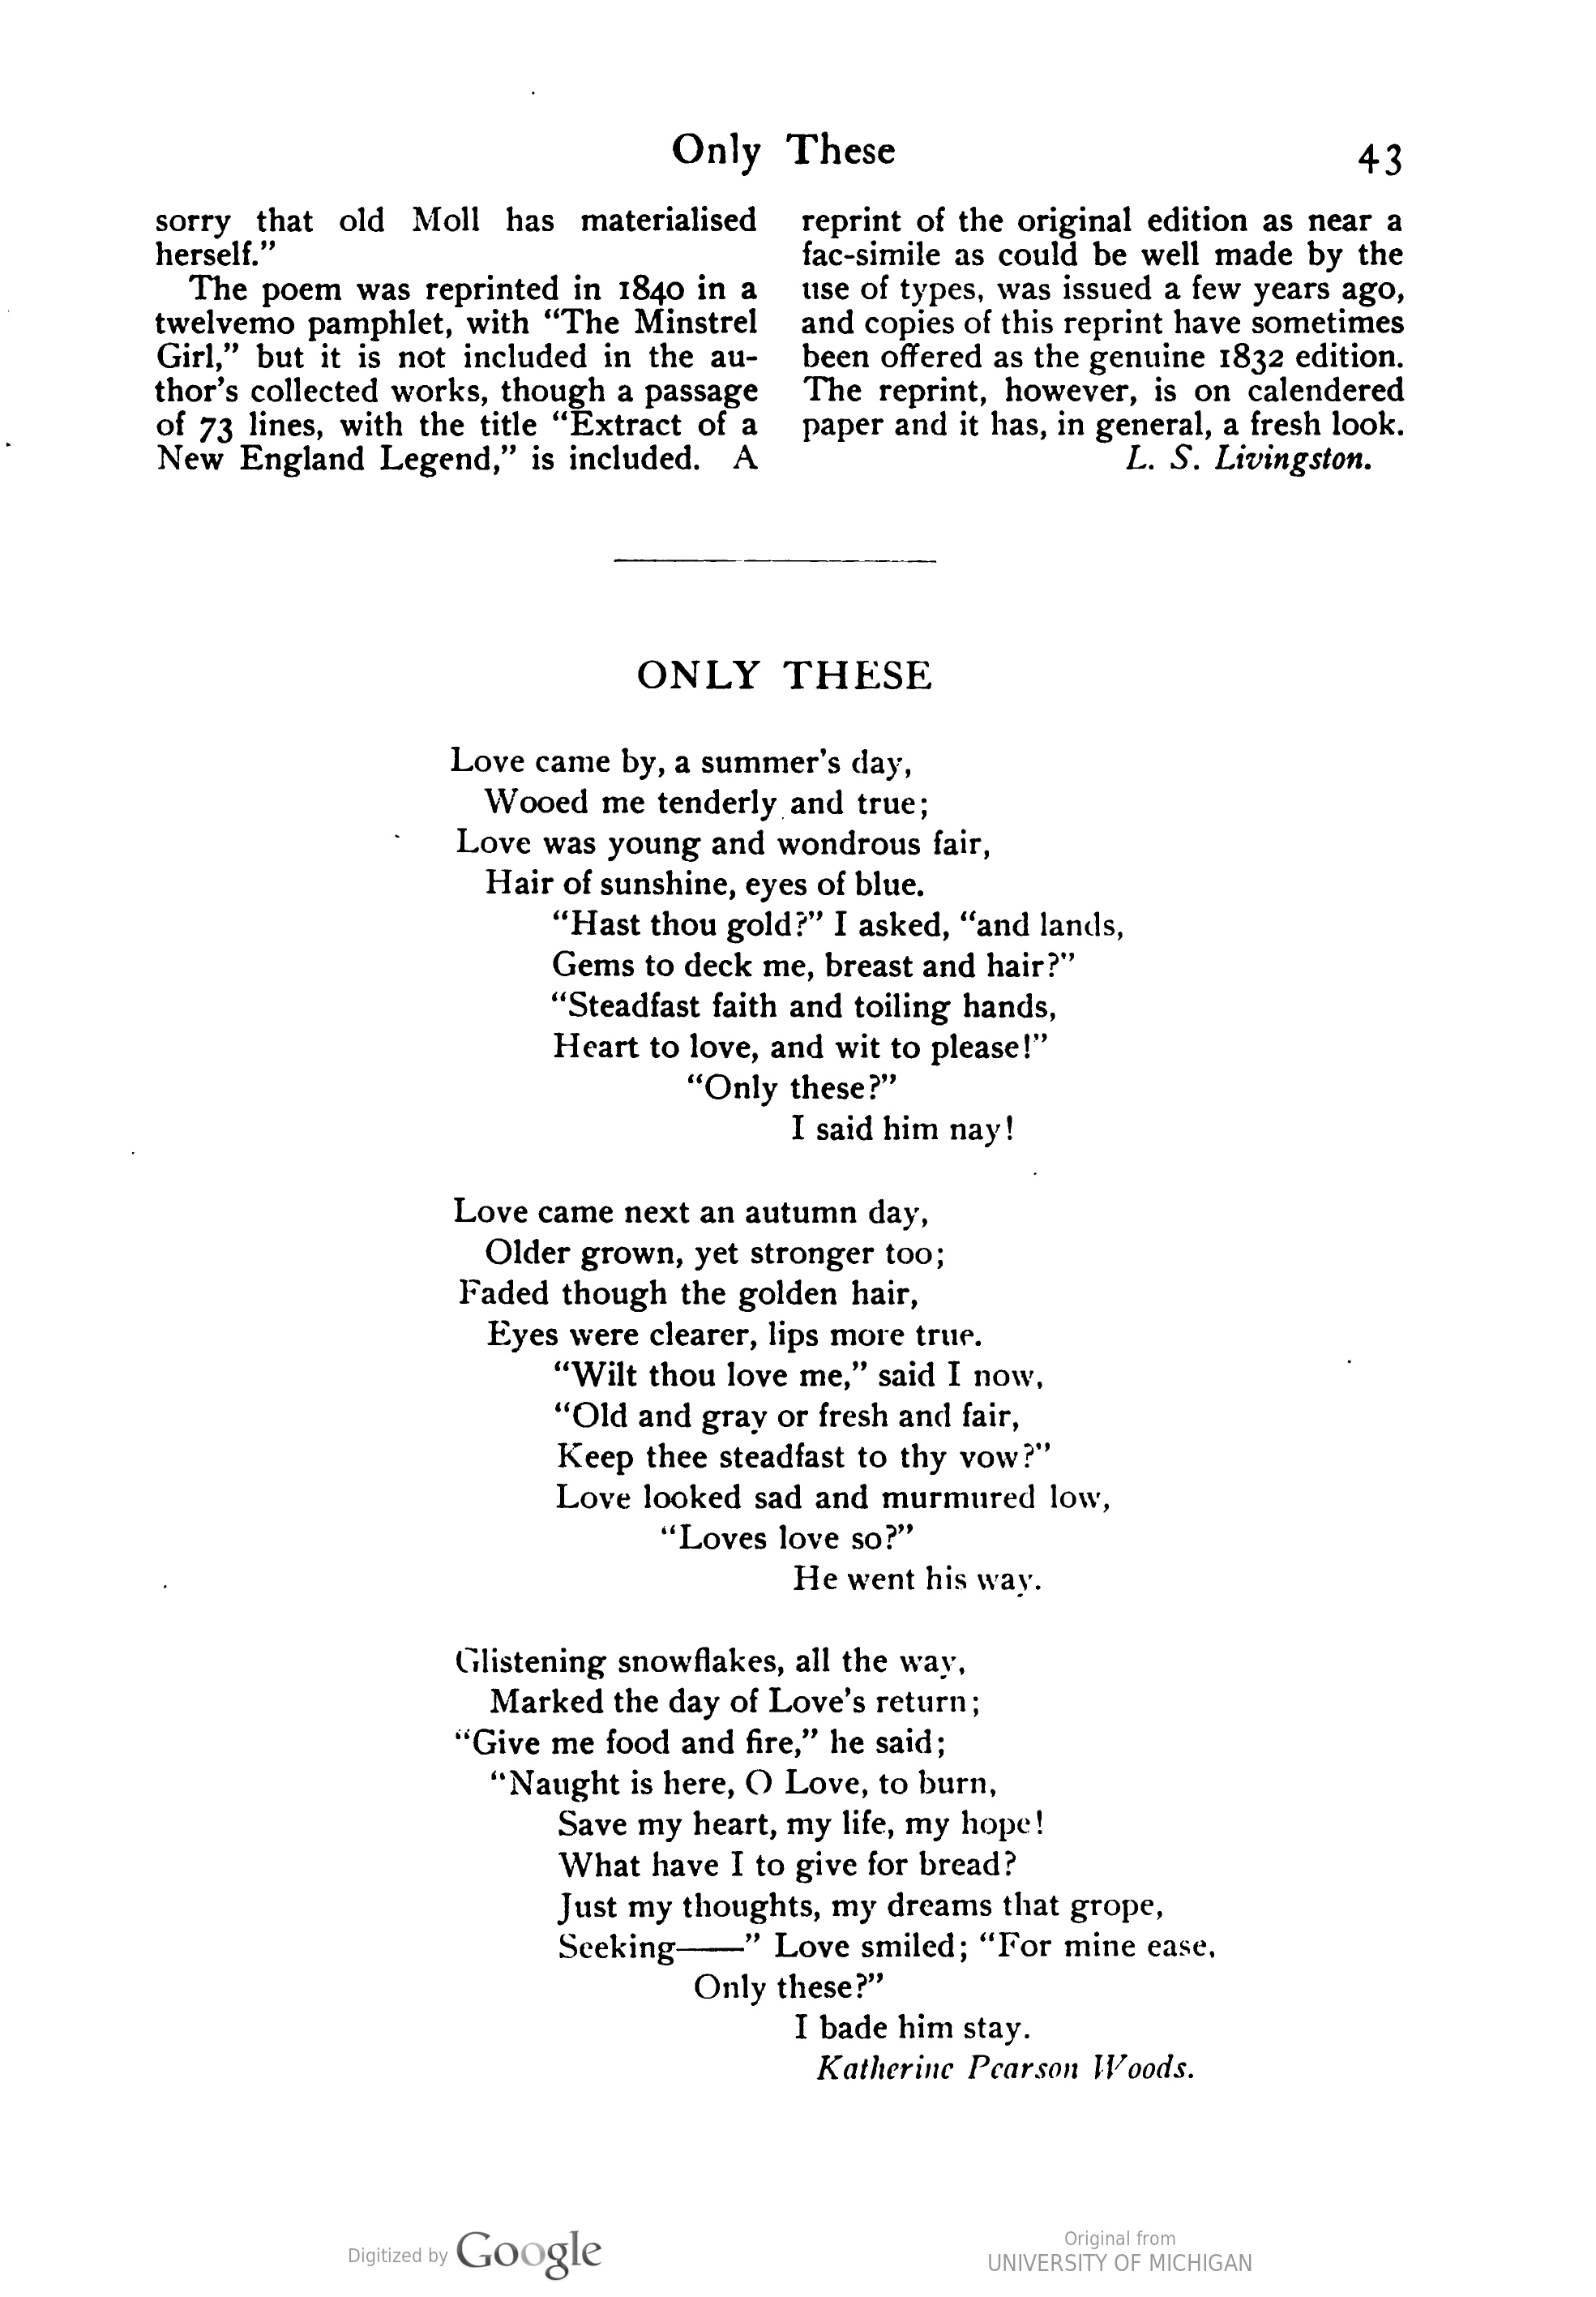 Only These
43
sorry that old Moll has materialised
herself."
The poem was reprinted in 1840 in a
twelvemo pamphlet, with "The Minstrel
Girl," but it is not included in the au-
thor's collected works, though a passage
of 73 lines, with the title "Extract of a
New England Legend," is included. A
reprint of the original edition as near a
fac-simile as could be well made by the
use of types, was issued a few years ago,
and copies of this reprint have sometimes
been offered as the genuine 1832 edition.
The reprint, however, is on calendered
paper and it has, in general, a fresh look.
L. S. Livingston.
ONLY THESE
Love came by, a summer's day,
Wooed me tenderly and true;
Love was young and wondrous fair,
Hair of sunshine, eyes of blue.
"Hast thou gold?" I asked, "and lands,
Gems to deck me, breast and hair?"
"Steadfast faith and toiling hands,
Heart to love, and wit to please!"
"Only these?"
I said him nay!
Love came next an autumn day,
Older grown, yet stronger too;
Faded though the golden hair,
Eyes were clearer, lips more true.
"Wilt thou love me," said I now,
"Old and gray or fresh and fair,
Keep thee steadfast to thy vow?"
Love looked sad and murmured low,
"Loves love so?"
He went his way.
Glistening snowflakes, all the way,
Marked the day of Love's return;
"Give me food and fire," he said;
"Naught is here, O Love, to burn,
Save my heart, my life, my hope!
What have I to give for bread?
Just my thoughts, my dreams that grope,
Seeking——" Love smiled; "For mine ease,
Only these?"
I bade him stay.
Katherine Pearson Woods.
Digitized by Google
Original from
UNIVERSITY OF MICHIGAN